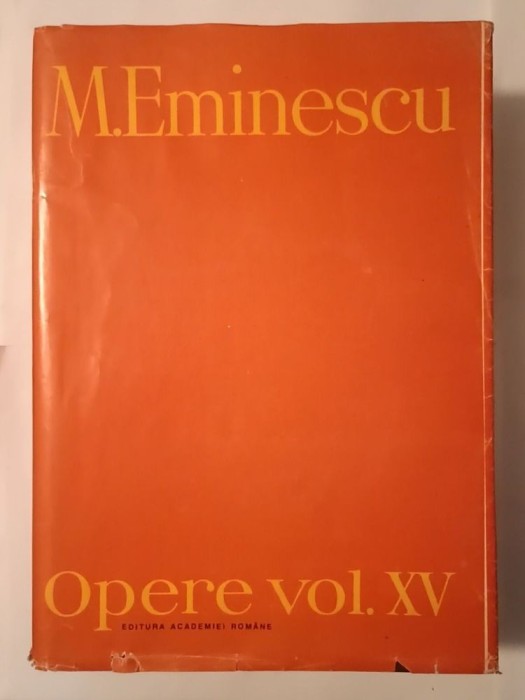 M.Eminescu
Opere vol. XV
EDITURA ACADEMIEI ROMÂNE